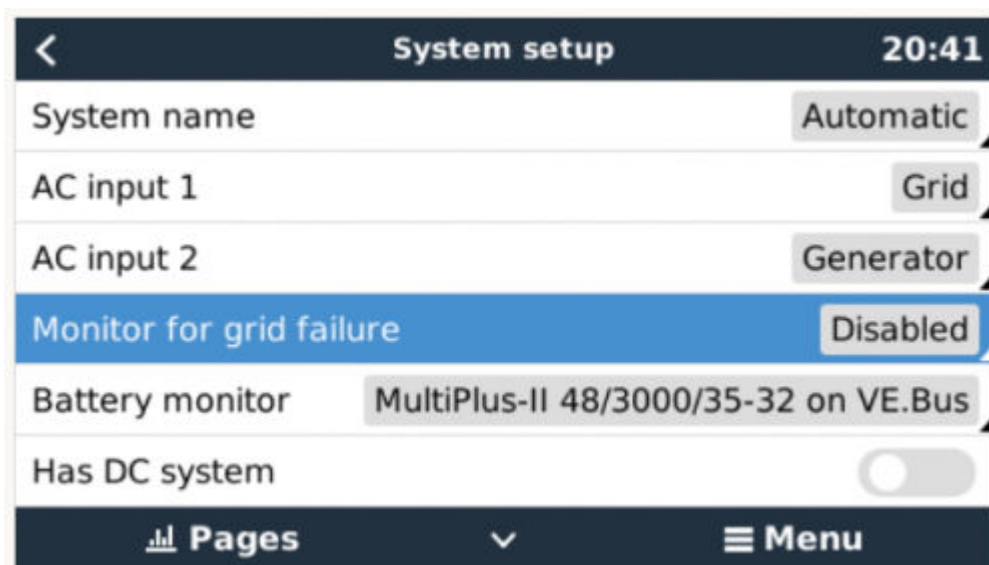 System setup 20:41
System name Automatic
AC input 1 Grid
AC input 2 Generator
Monitor for grid failure Disabled
Battery monitor MultiPlus-II 48/3000/35-32 on VE.Bus
Has DC system
Pages Menu